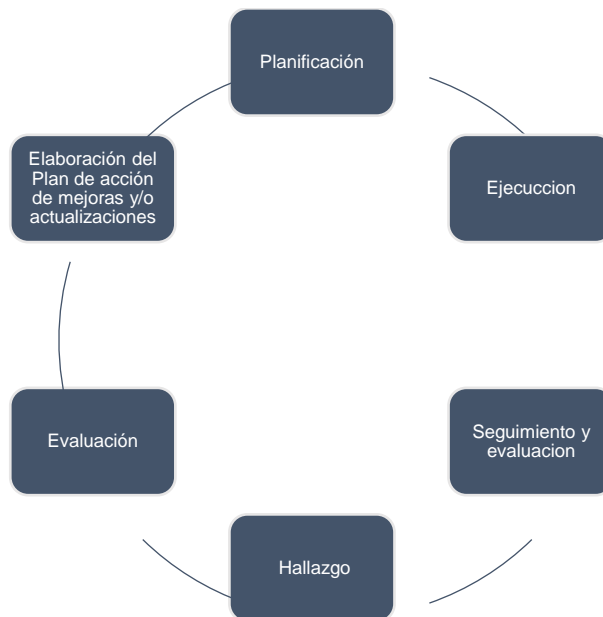 Planificación
Ejecuccion
Seguimiento y
evaluacion
Hallazgo
Evaluación
Elaboración del
Plan de acción
de mejoras y/o
actualizaciones